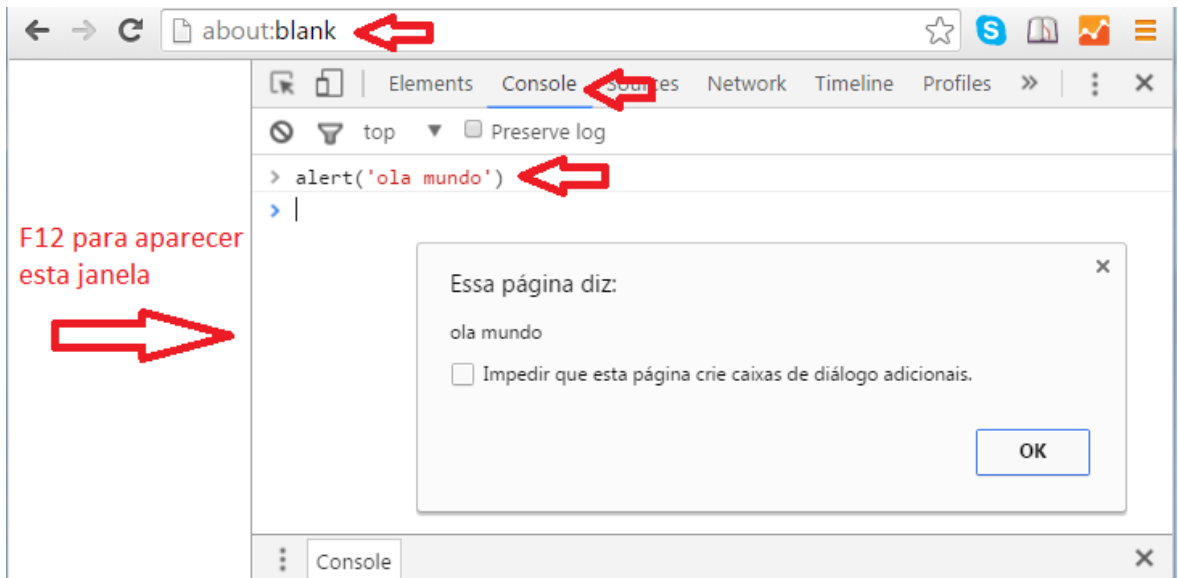 about:blank
Elements Console Sources Network Timeline Profiles »
top ▼ Preserve log
> alert('ola mundo')
>
F12 para aparecer
esta janela
Essa página diz:
ola mundo
Impedir que esta página crie caixas de diálogo adicionais.
OK
Console